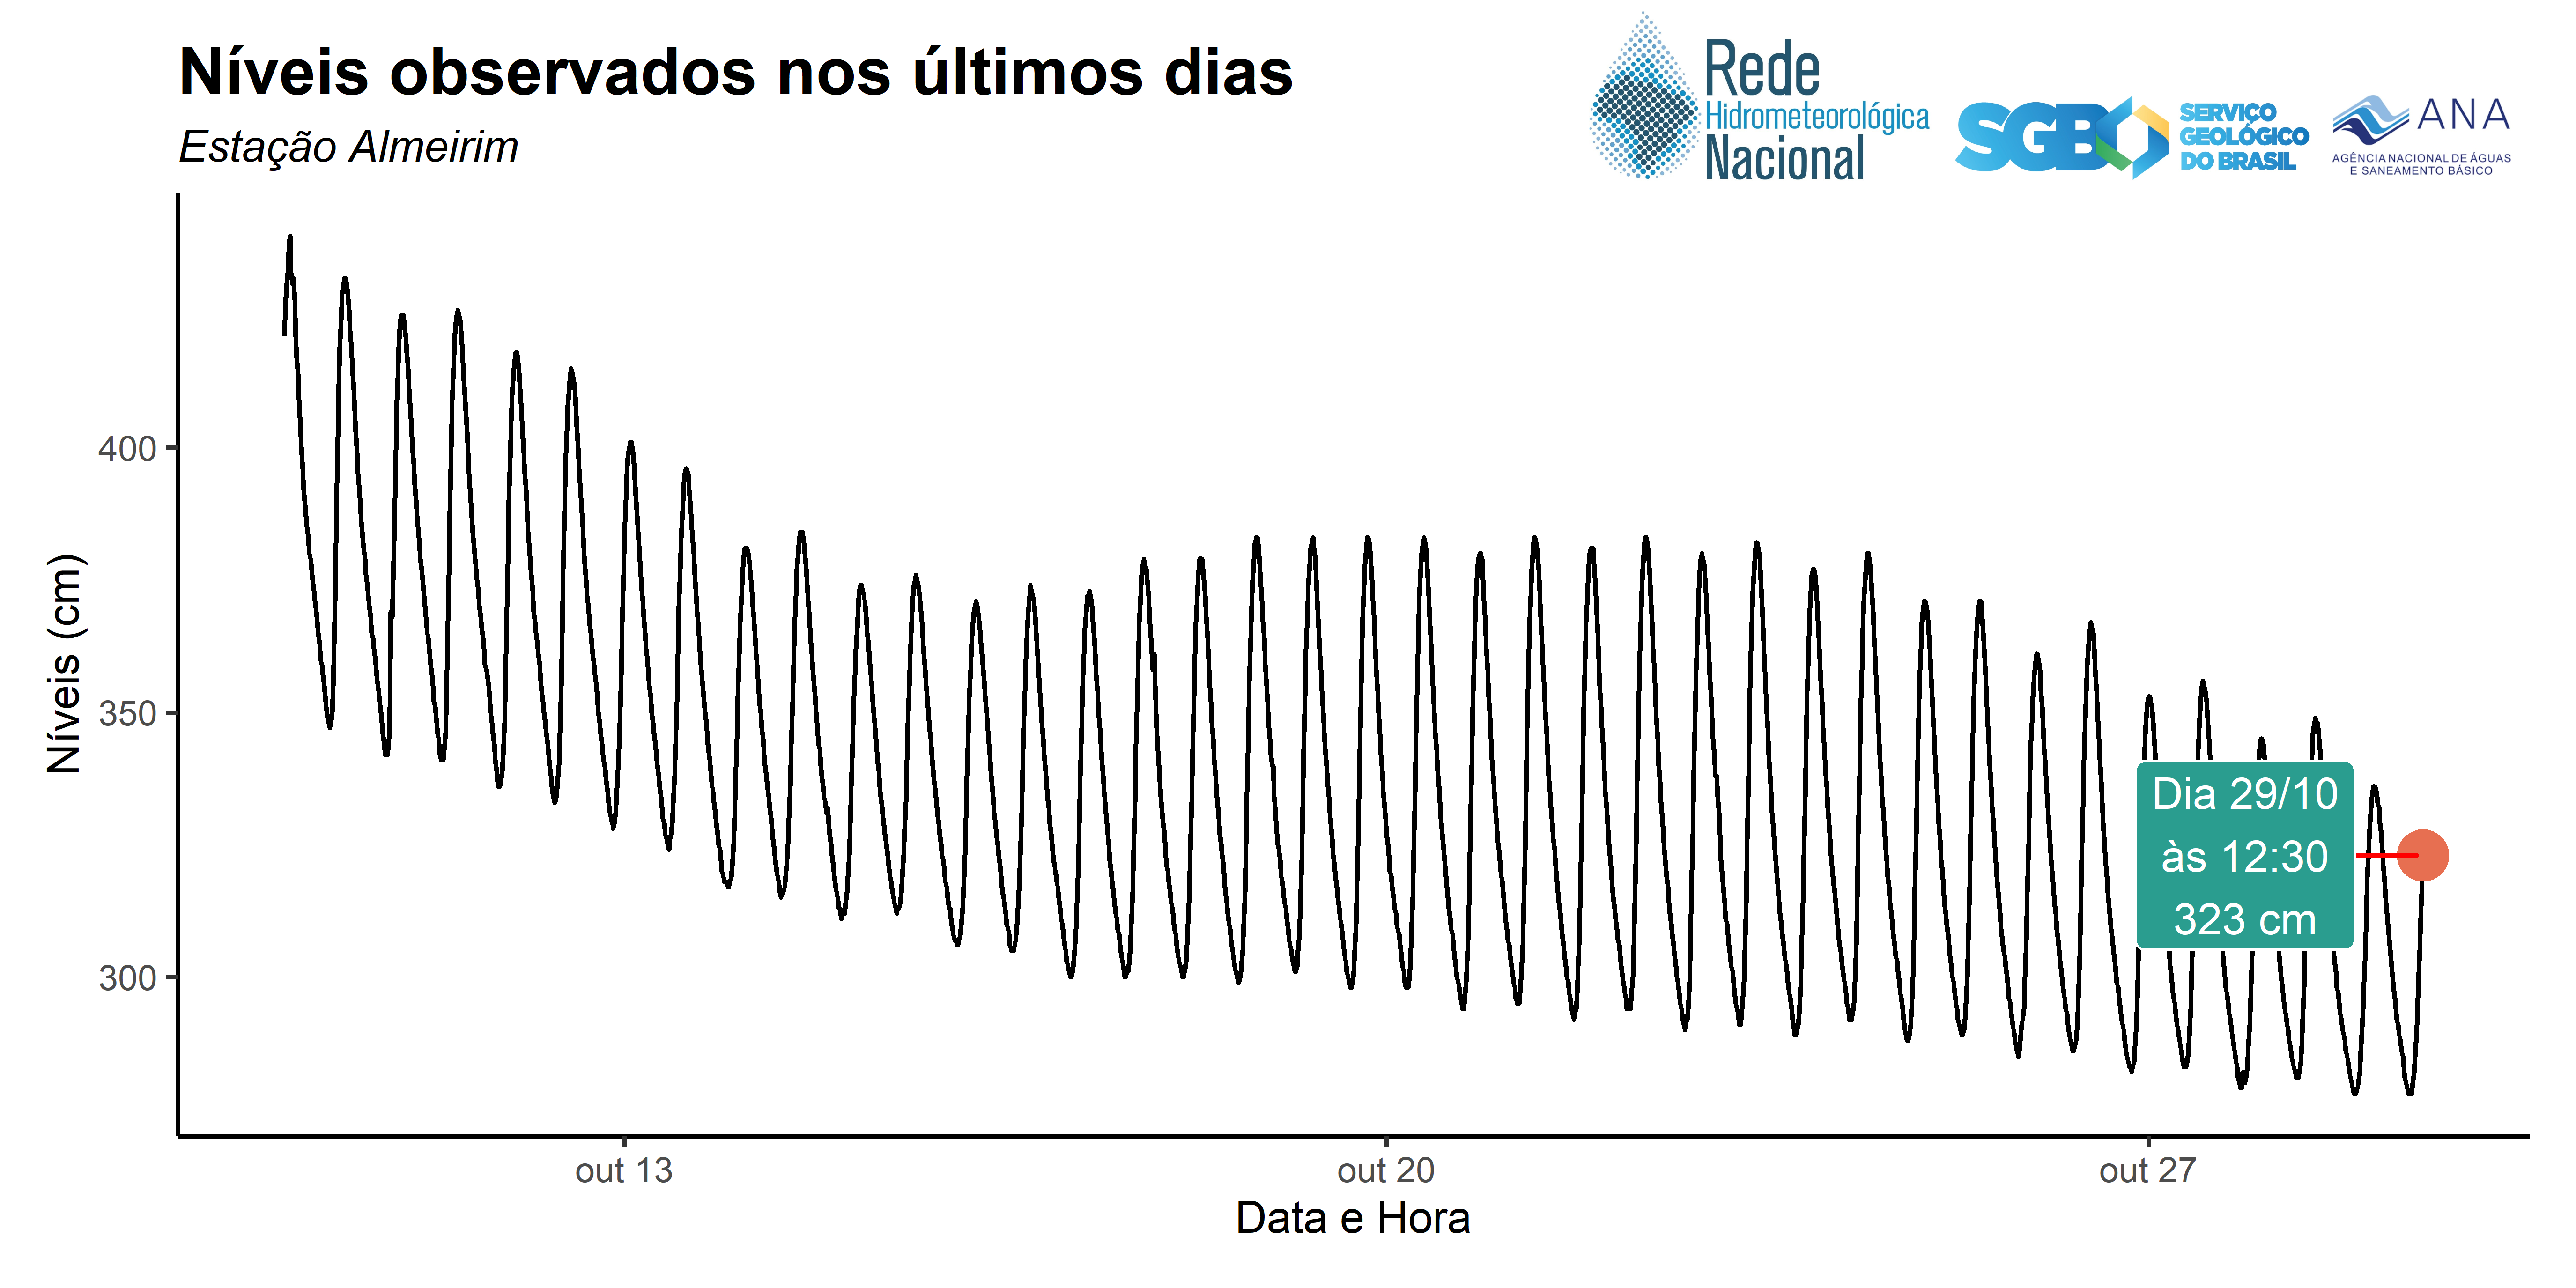 Níveis observados nos últimos dias
Estação Almeirim
Rede
Hidrometeorológica
Nacional
SGB
SERVIÇO
GEOLÓGICO
DO BRASIL
ANA
AGÊNCIA NACIONAL DE ÁGUAS
E SANEAMENTO BÁSICO
Níveis (cm)
400
350
300
Dia 29/10
às 12:30
323 cm
out 13
out 20
out 27
Data e Hora